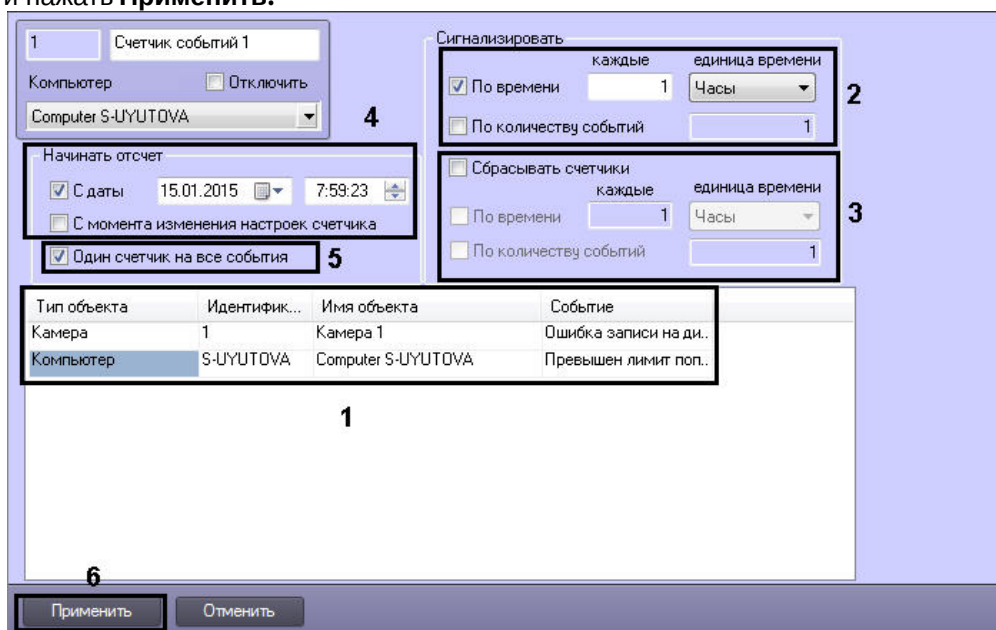 и нажать Применить.
1 Счетчик событий 1
Компьютер Отключить
Computer S-UYUTOVA
4
Начинать отсчет
С даты 15.01.2015 7:59:23
С момента изменения настроек счетчика
Один счетчик на все события 5
Сигнализировать
каждые единица времени
По времени 1 Часы
2
По количеству событий 1
Сбрасывать счетчики
каждые единица времени
По времени 1 Часы
3
По количеству событий 1
Тип объекта Идентифик... Имя объекта Событие
Камера 1 Камера 1 Ошибка записи на ди..
Компьютер S-UYUTOVA Computer S-UYUTOVA Превышен лимит поп..
1
6
Применить Отменить